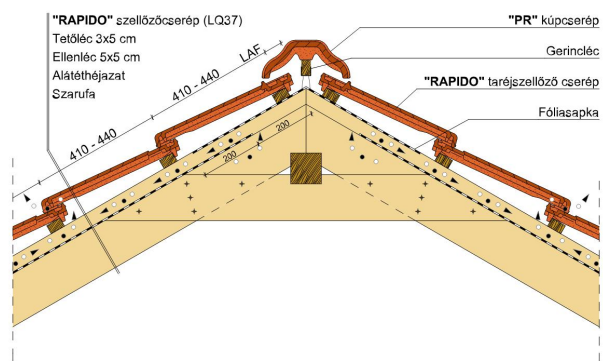 "RAPIDO" szellőzőcserép (LQ37)
Tetőléc 3x5 cm
Ellenléc 5x5 cm
Alátéthéjazat
Szarufa
"PR" kúpcserép
Gerincléc
"RAPIDO" taréjszellőző cserép
Fóliasapka
LAF
410 - 440
410 - 440
200
200